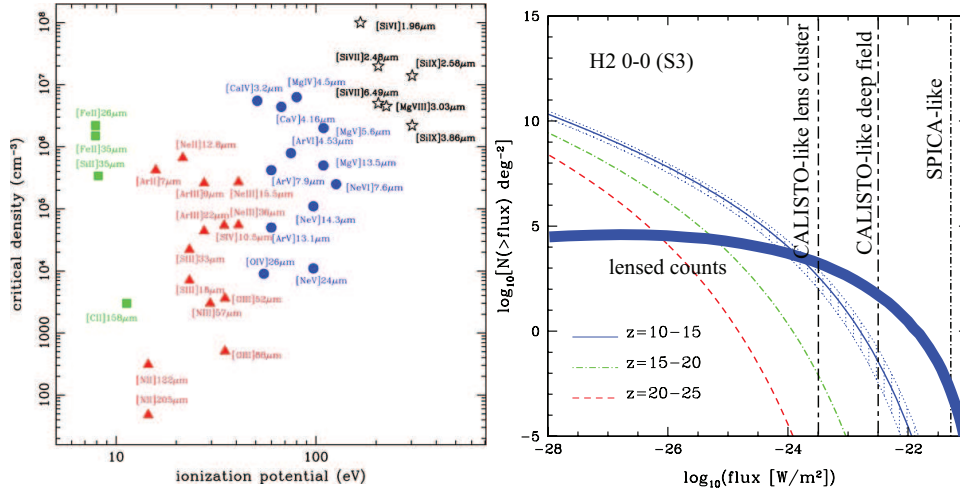 critical density (cm⁻³)
10⁸
10⁷
10⁶
10⁵
10⁴
1000
100
[SiVI]1.96μm
[SiVII]2.48μm
[SiIX]2.58μm
[SiVII]6.49μm
[MgVIII]3.03μm
[SiIX]3.86μm
[CaIV]3.2μm
[MgIV]4.5μm
[CaV]4.16μm
[MgV]5.6μm
[ArVI]4.53μm
[MgV]13.5μm
[ArV]7.9μm
[NeVI]7.6μm
[NeV]14.3μm
[ArV]13.1μm
[OIV]26μm
[NeV]24μm
[FeII]26μm
[FeII]35μm
[SiII]35μm
[CII]158μm
[NeII]12.8μm
[ArII]7μm
[ArIII]9μm
[NeIII]15.5μm
[ArIII]22μm
[NeIII]36μm
[SIV]10.5μm
[SIII]33μm
[SIII]18μm
[OIII]52μm
[NIII]57μm
[OIII]88μm
[NII]122μm
[NII]205μm
10
100
ionization potential (eV)
log₁₀[N(>flux) deg⁻²]
15
10
5
0
−5
H2 0-0 (S3)
CALISTO-like lens cluster
CALISTO-like deep field
SPICA-like
lensed counts
z=10−15
z=15−20
z=20−25
−28
−26
−24
−22
log₁₀(flux [W/m²])